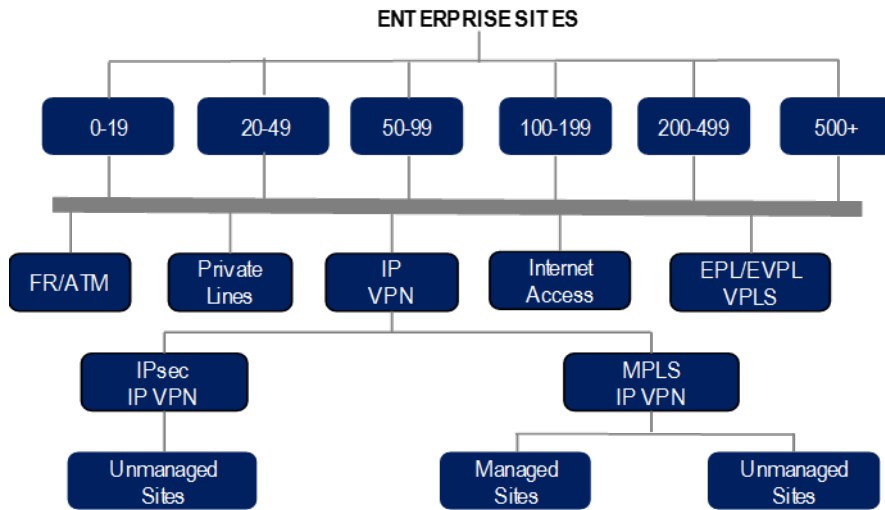 ENTERPRISE SITES
0-19
20-49
50-99
100-199
200-499
500+
FR/ATM
Private
Lines
IP
VPN
Internet
Access
EPL/EVPL
VPLS
IPsec
IP VPN
MPLS
IP VPN
Unmanaged
Sites
Managed
Sites
Unmanaged
Sites